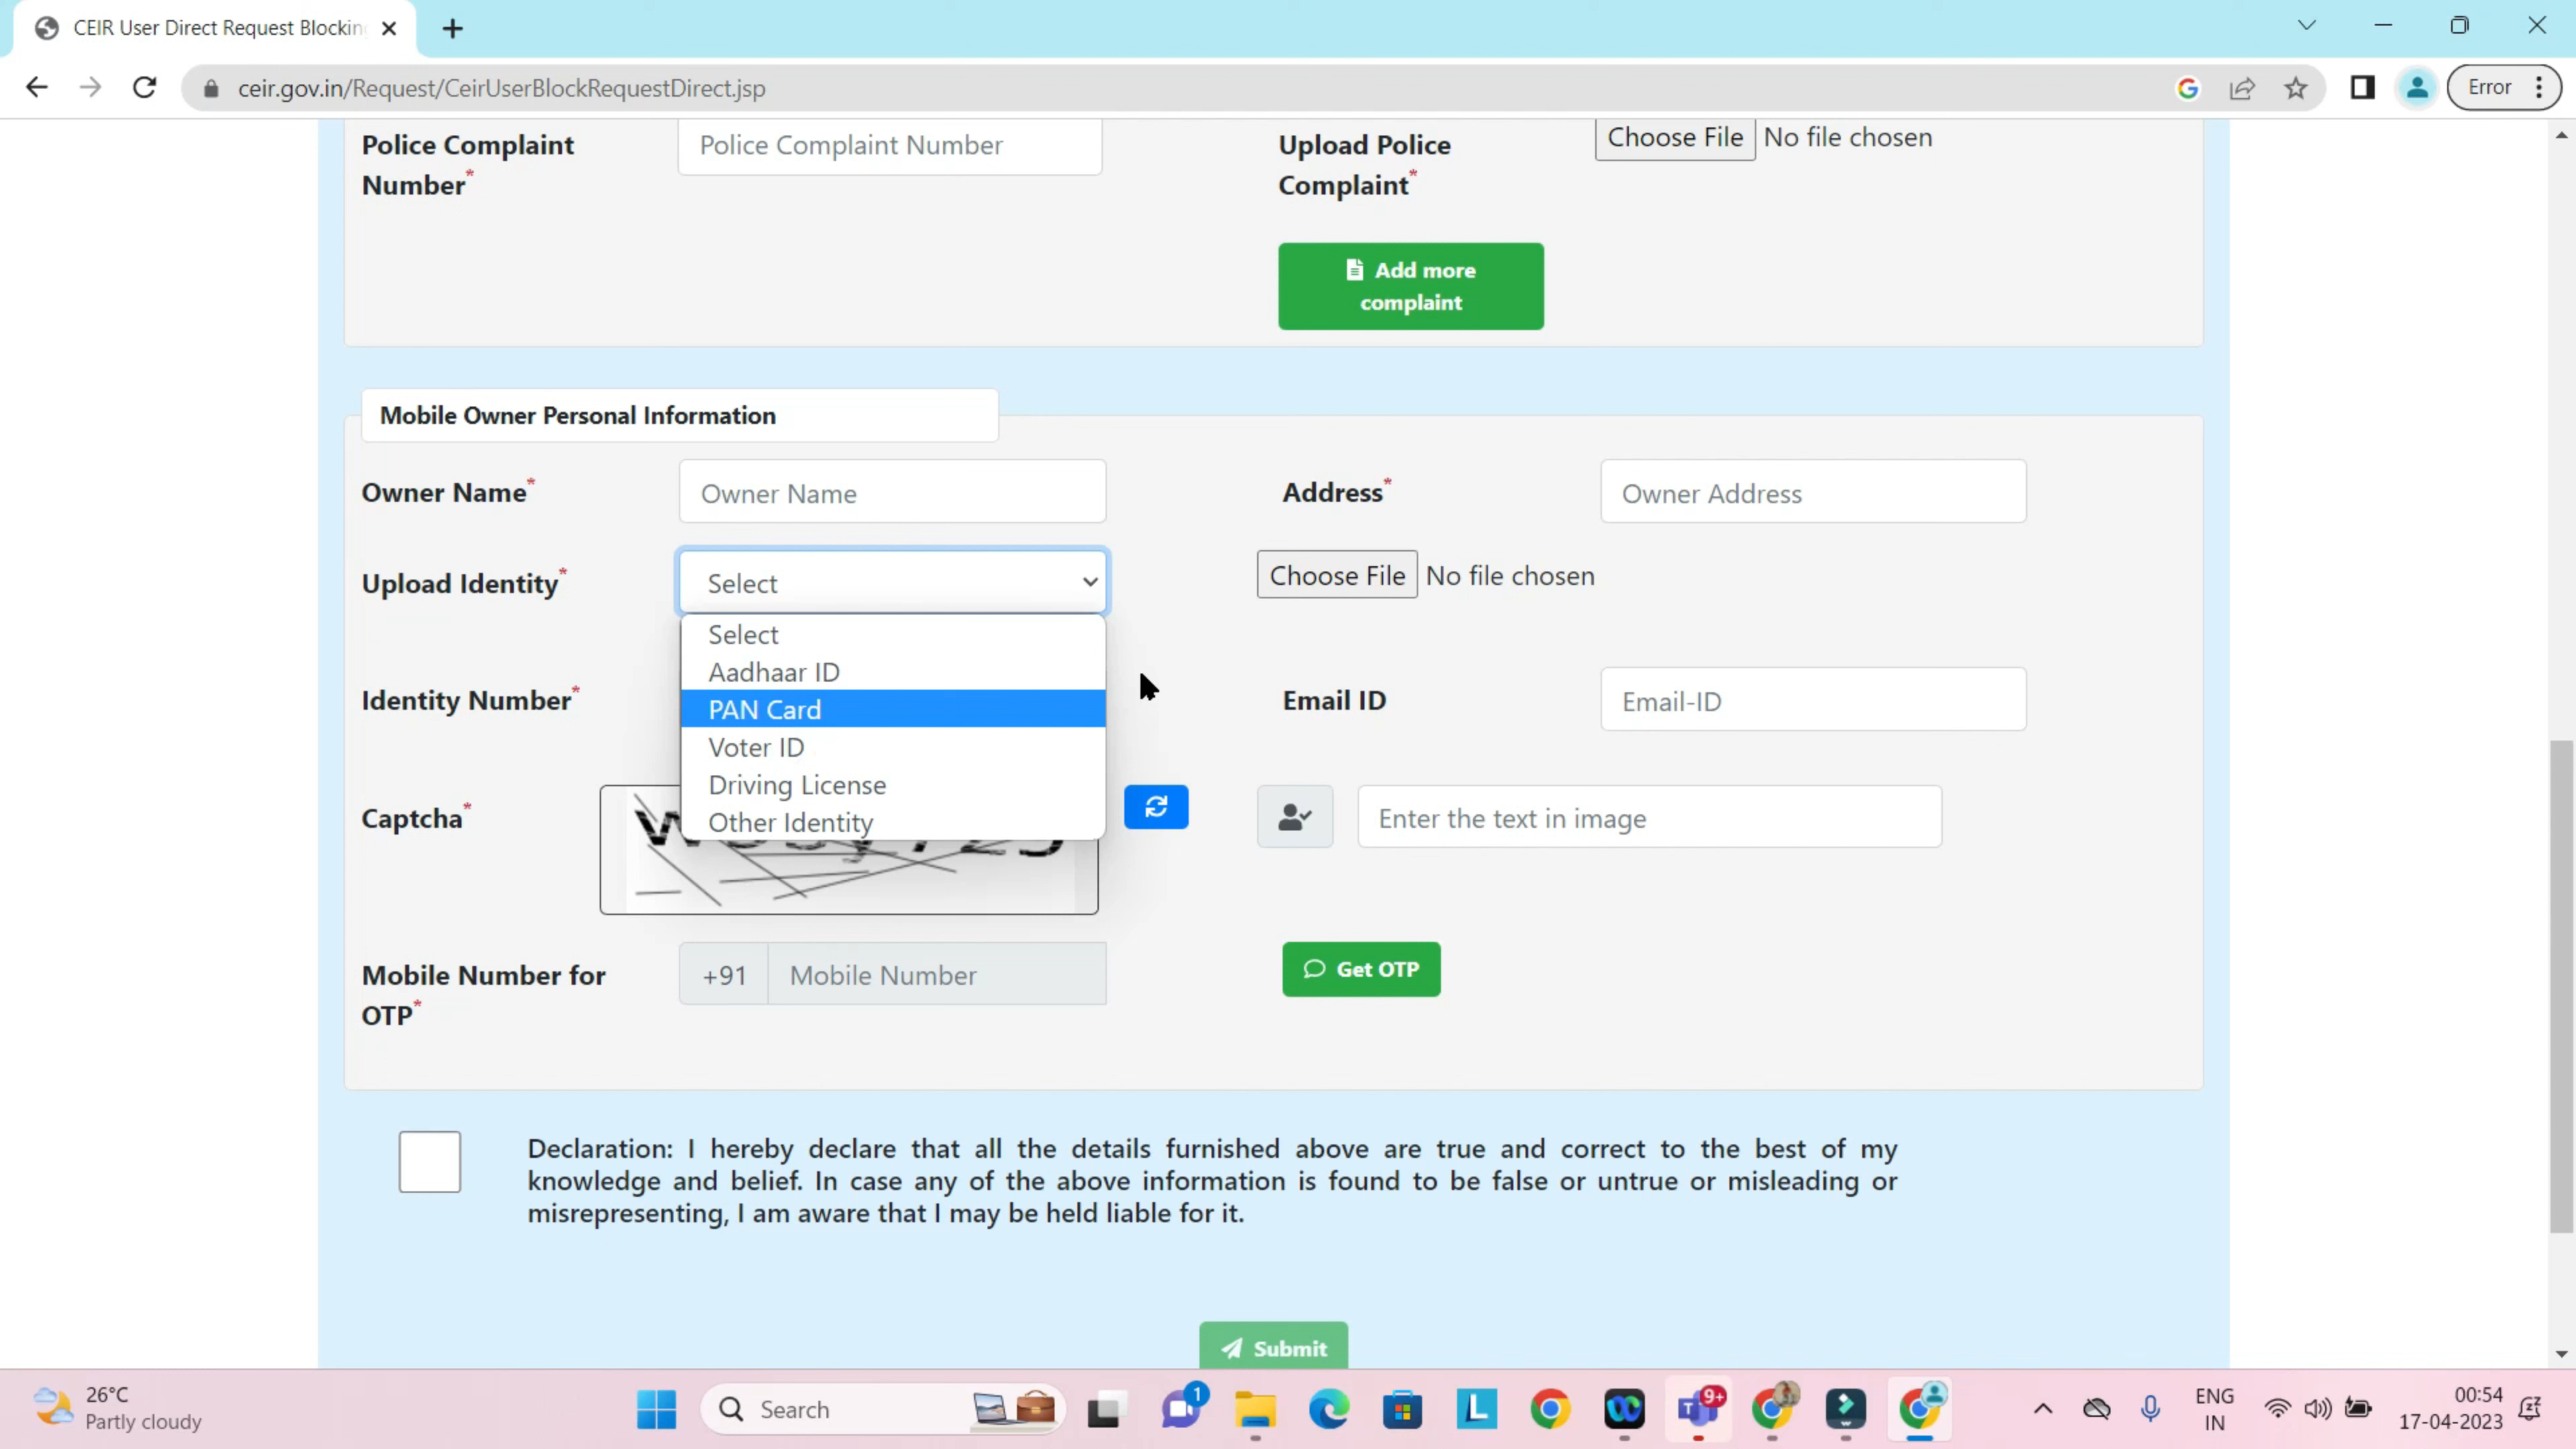 CEIR User Direct Request Blockin
ceir.gov.in/Request/CeirUserBlockRequestDirect.jsp
Error
Police Complaint
Number*
Police Complaint Number
Upload Police
Complaint*
Choose File No file chosen
Add more
complaint
Mobile Owner Personal Information
Owner Name*
Owner Name
Address*
Owner Address
Upload Identity*
Select
Choose File No file chosen
Select
Aadhaar ID
PAN Card
Voter ID
Driving License
Other Identity
Identity Number*
Email ID
Email-ID
Captcha*
Enter the text in image
Mobile Number for
OTP*
+91 Mobile Number
Get OTP
Declaration: I hereby declare that all the details furnished above are true and correct to the best of my
knowledge and belief. In case any of the above information is found to be false or untrue or misleading or
misrepresenting, I am aware that I may be held liable for it.
Submit
26°C
Partly cloudy
Search
1
L
9+
ENG
IN
00:54
17-04-2023